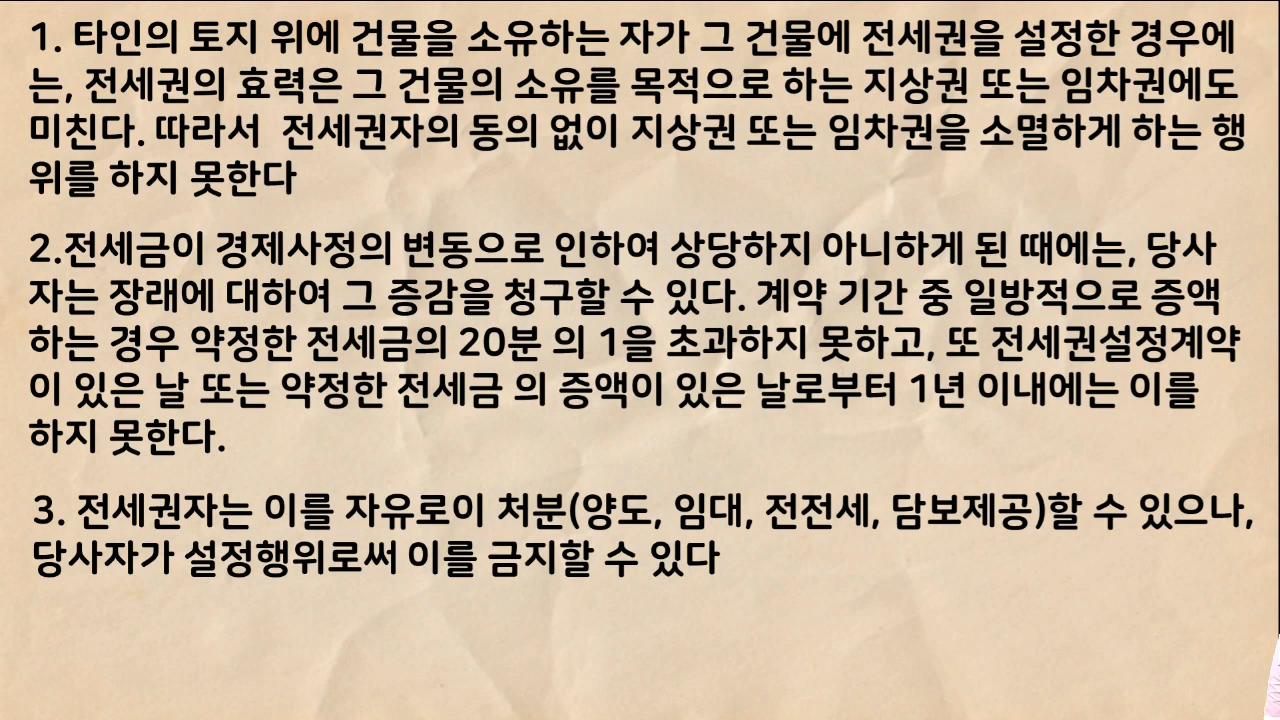 1. 타인의 토지 위에 건물을 소유하는 자가 그 건물에 전세권을 설정한 경우에
는, 전세권의 효력은 그 건물의 소유를 목적으로 하는 지상권 또는 임차권에도
미친다. 따라서  전세권자의 동의 없이 지상권 또는 임차권을 소멸하게 하는 행
위를 하지 못한다
2.전세금이 경제사정의 변동으로 인하여 상당하지 아니하게 된 때에는, 당사
자는 장래에 대하여 그 증감을 청구할 수 있다. 계약 기간 중 일방적으로 증액
하는 경우 약정한 전세금의 20분 의 1을 초과하지 못하고, 또 전세권설정계약
이 있은 날 또는 약정한 전세금 의 증액이 있은 날로부터 1년 이내에는 이를
하지 못한다.
3. 전세권자는 이를 자유로이 처분(양도, 임대, 전전세, 담보제공)할 수 있으나,
당사자가 설정행위로써 이를 금지할 수 있다